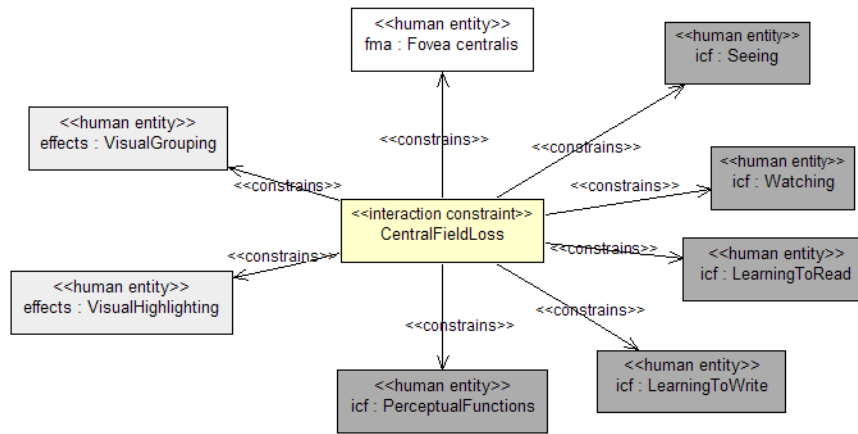 <<human entity>>
fma : Fovea centralis
<<human entity>>
icf : Seeing
<<constrains>>
<<constrains>>
<<human entity>>
effects : VisualGrouping
<<human entity>>
icf : Watching
<<constrains>>
<<constrains>>
<<interaction constraint>>
CentralFieldLoss
<<constrains>>
<<human entity>>
icf : LearningToRead
<<constrains>>
<<human entity>>
effects : VisualHighlighting
<<constrains>>
<<constrains>>
<<human entity>>
icf : LearningToWrite
<<human entity>>
icf : PerceptualFunctions